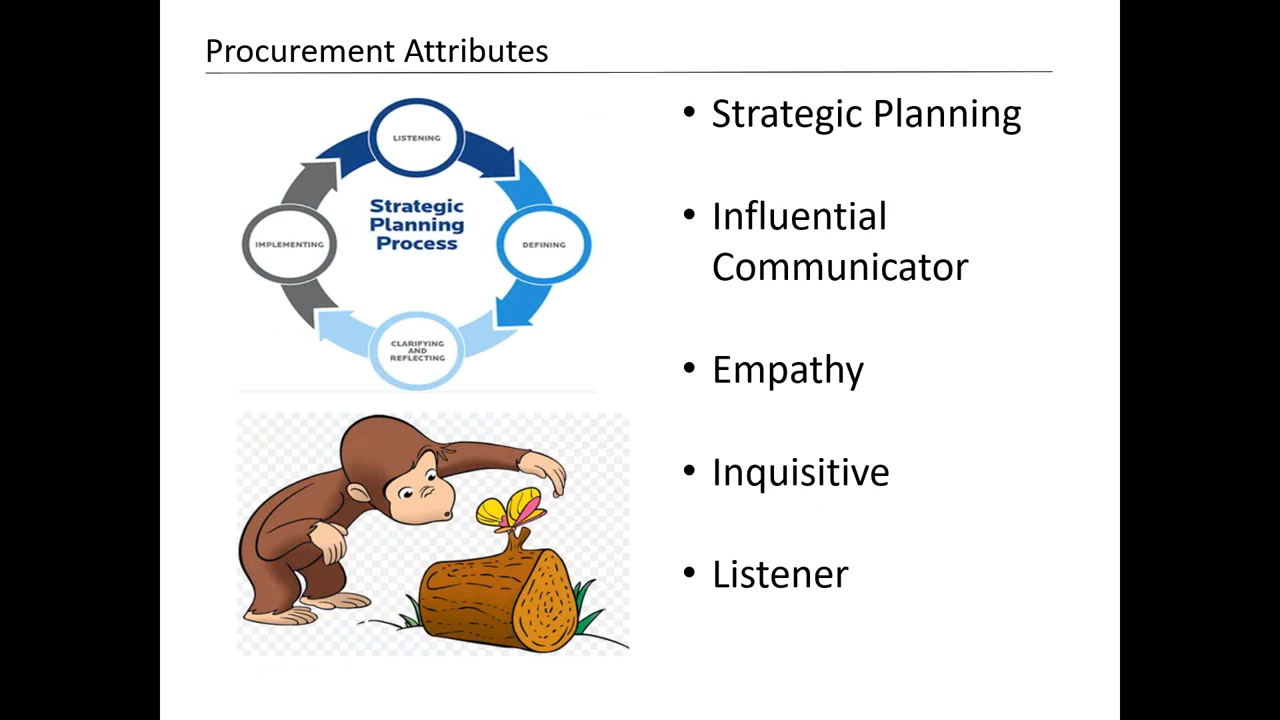 Procurement Attributes
LISTENING
Strategic
Planning
Process
IMPLEMENTING
DEFINING
CLARIFYING
AND
REFLECTING
• Strategic Planning
• Influential
Communicator
• Empathy
• Inquisitive
• Listener